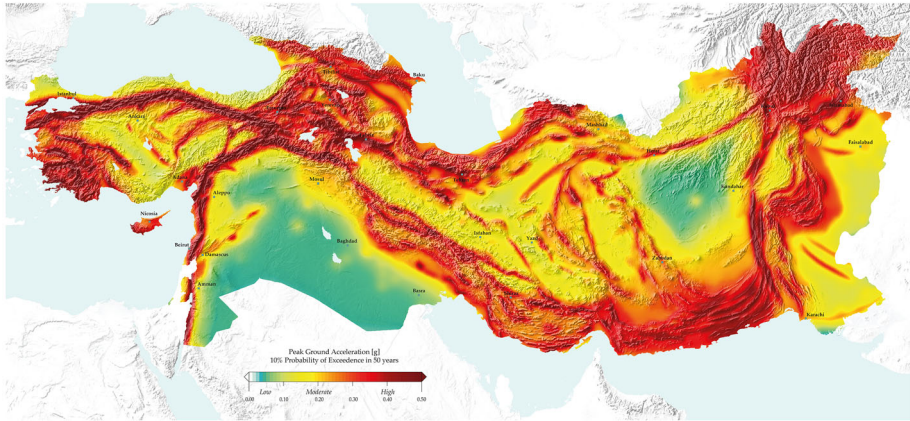 Istanbul
Ankara
Tbilisi
Baku
Mashhad
Faisalabad
Kandahar
Mosul
Aleppo
Nicosia
Beirut
Damascus
Baghdad
Isfahan
Yazd
Zahedan
Amman
Basra
Karachi
Peak Ground Acceleration [g]
10% Probability of Exceedence in 50 years
Low Moderate High
0.00 0.10 0.20 0.30 0.40 0.50